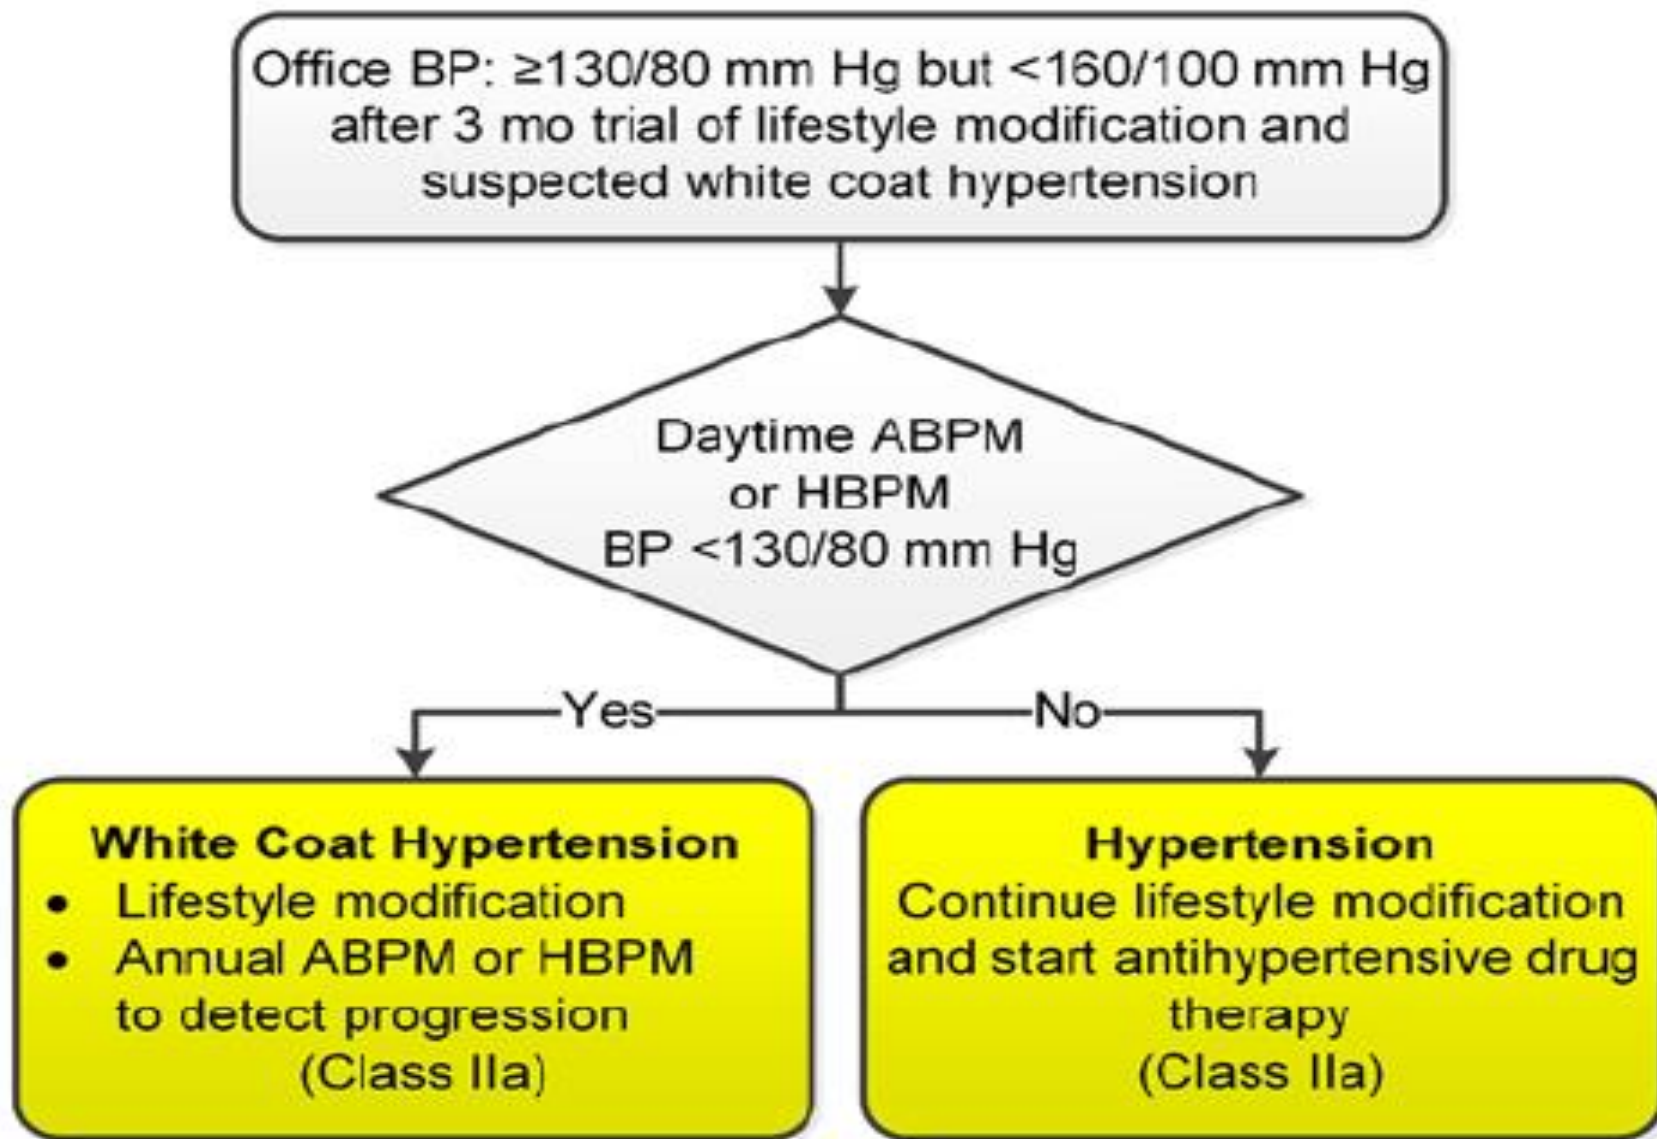 Office BP: ≥130/80 mm Hg but <160/100 mm Hg
after 3 mo trial of lifestyle modification and
suspected white coat hypertension
Daytime ABPM
or HBPM
BP <130/80 mm Hg
Yes
No
White Coat Hypertension
• Lifestyle modification
• Annual ABPM or HBPM
to detect progression
(Class IIa)
Hypertension
Continue lifestyle modification
and start antihypertensive drug
therapy
(Class IIa)